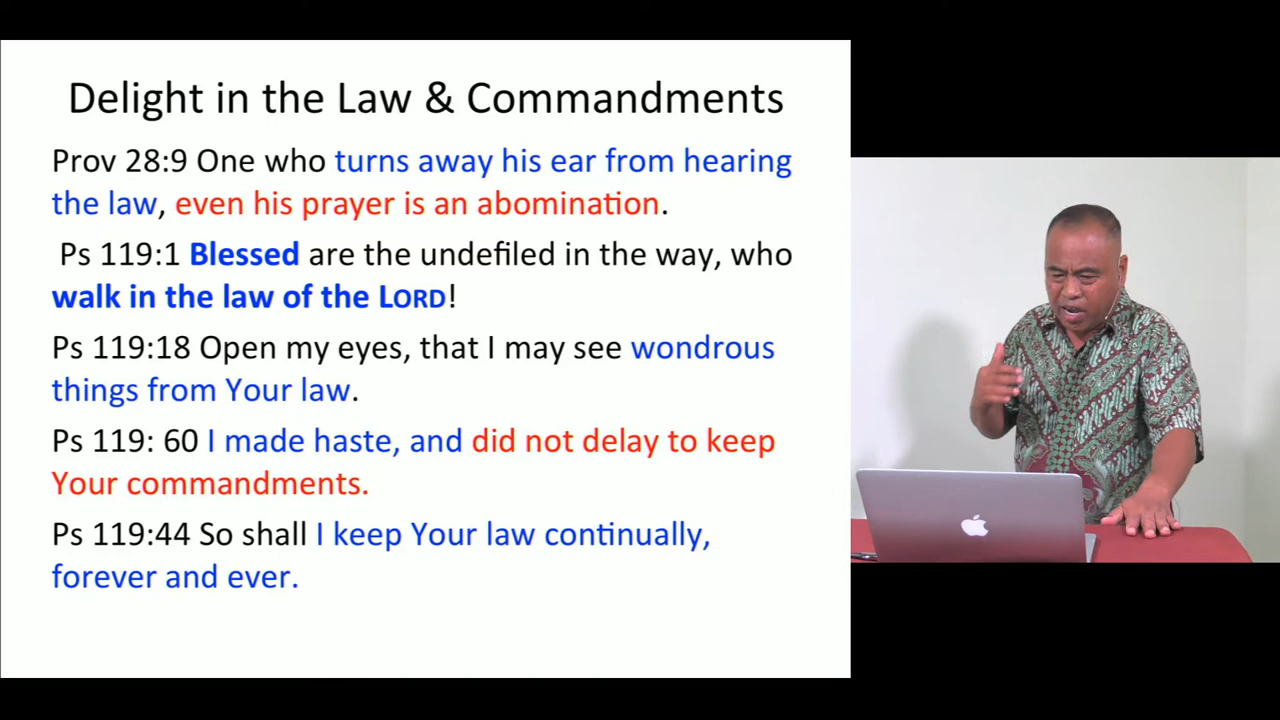 Delight in the Law & Commandments
Prov 28:9 One who turns away his ear from hearing
the law, even his prayer is an abomination.
Ps 119:1 Blessed are the undefiled in the way, who
walk in the law of the LORD!
Ps 119:18 Open my eyes, that I may see wondrous
things from Your law.
Ps 119: 60 I made haste, and did not delay to keep
Your commandments.
Ps 119:44 So shall I keep Your law continually,
forever and ever.